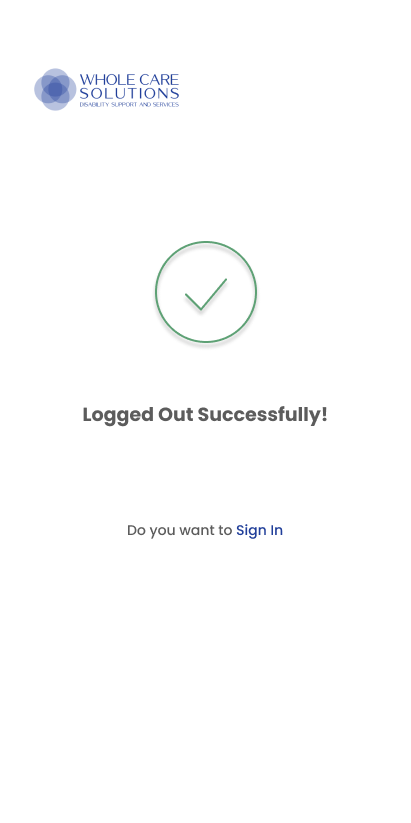 WHOLE CARE
SOLUTIONS
DISABILITY SUPPORT AND SERVICES
Logged Out Successfully!
Do you want to Sign In